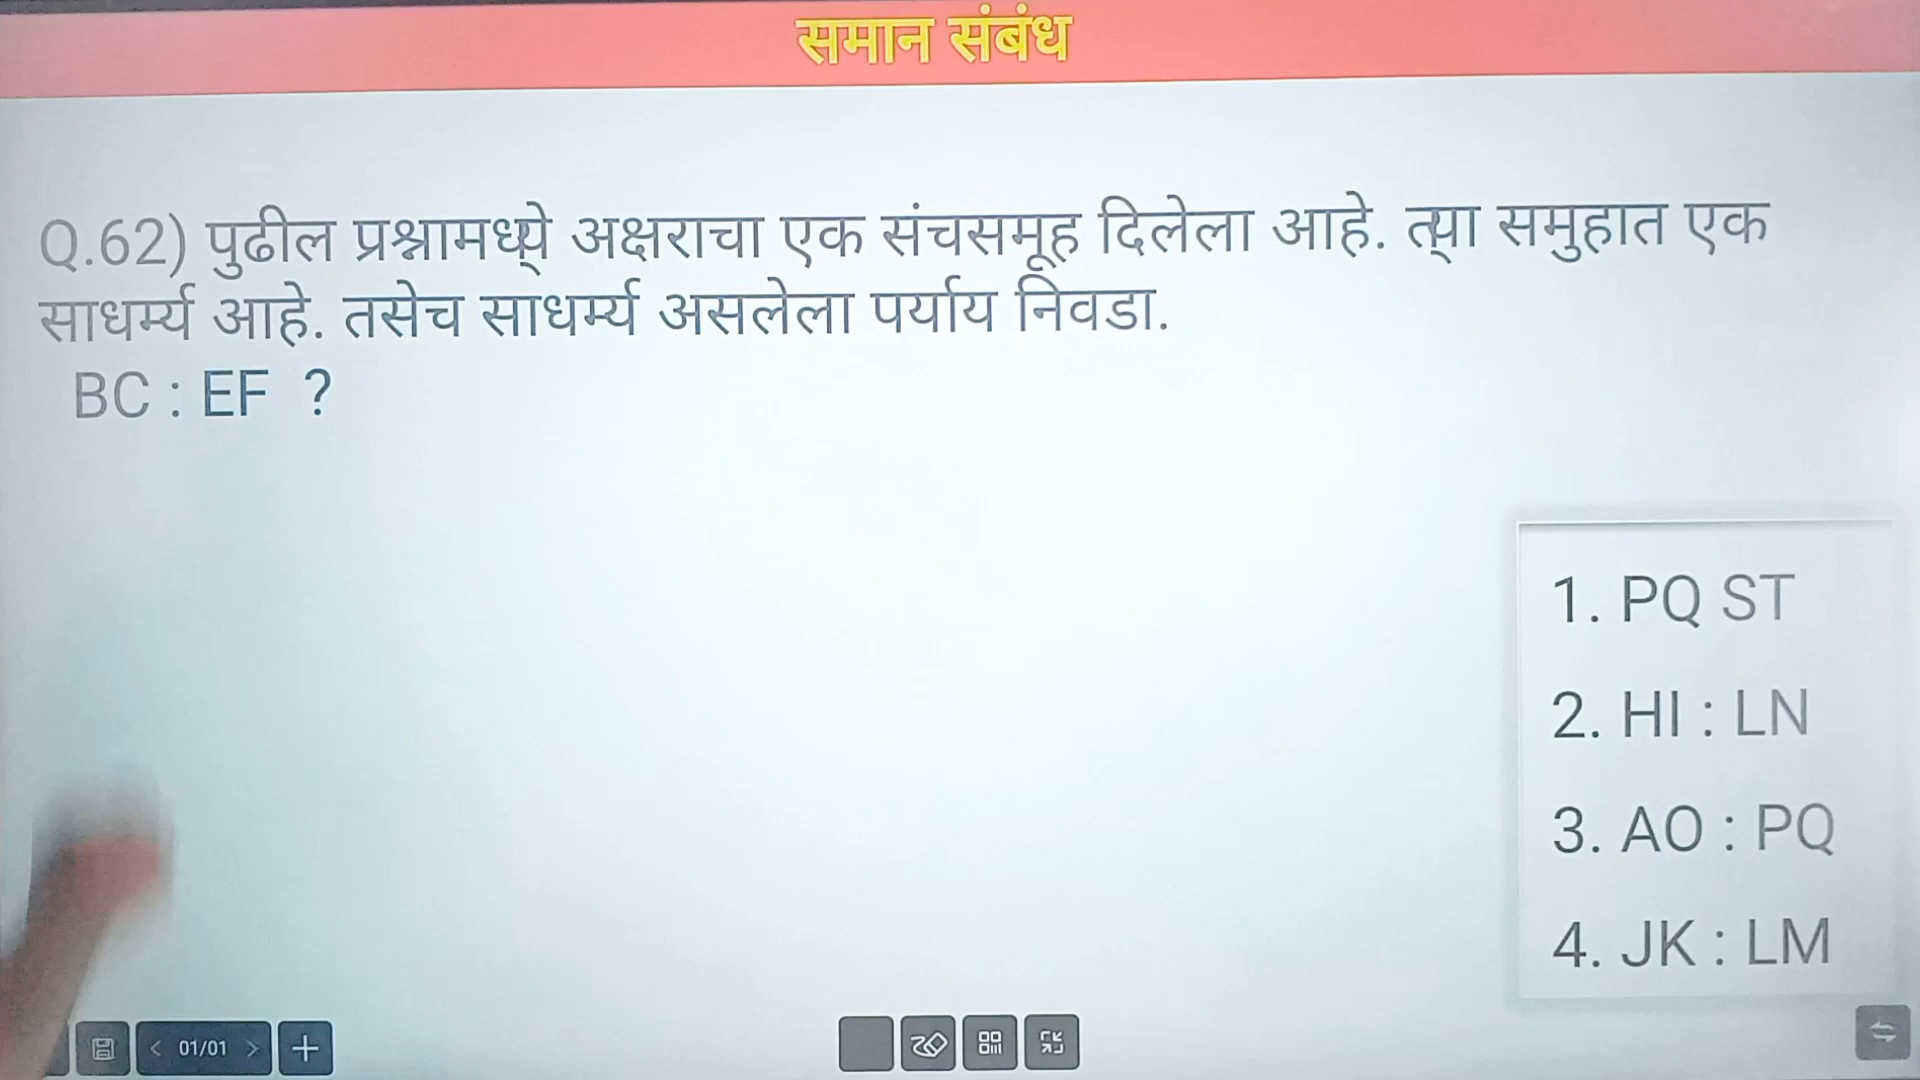 समान संबंध
Q.62) पुढील प्रश्नामध्ये अक्षराचा एक संचसमूह दिलेला आहे. त्या समुहात एक
साधर्म्य आहे. तसेच साधर्म्य असलेला पर्याय निवडा.
BC : EF ?
1. PQ ST
2. HI : LN
3. AO : PQ
4. JK : LM
< 01/01 > +